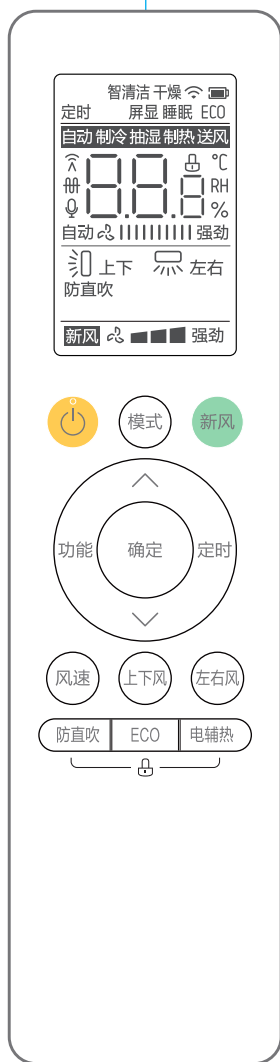 智清洁 干燥
定时 屏显 睡眠 ECO
自动 制冷 抽湿 制热 送风
88.8 ℃
RH
%
自动 强劲
上下 左右
防直吹
新风 强劲
模式 新风
功能 确定 定时
风速 上下风 左右风
防直吹 ECO 电辅热